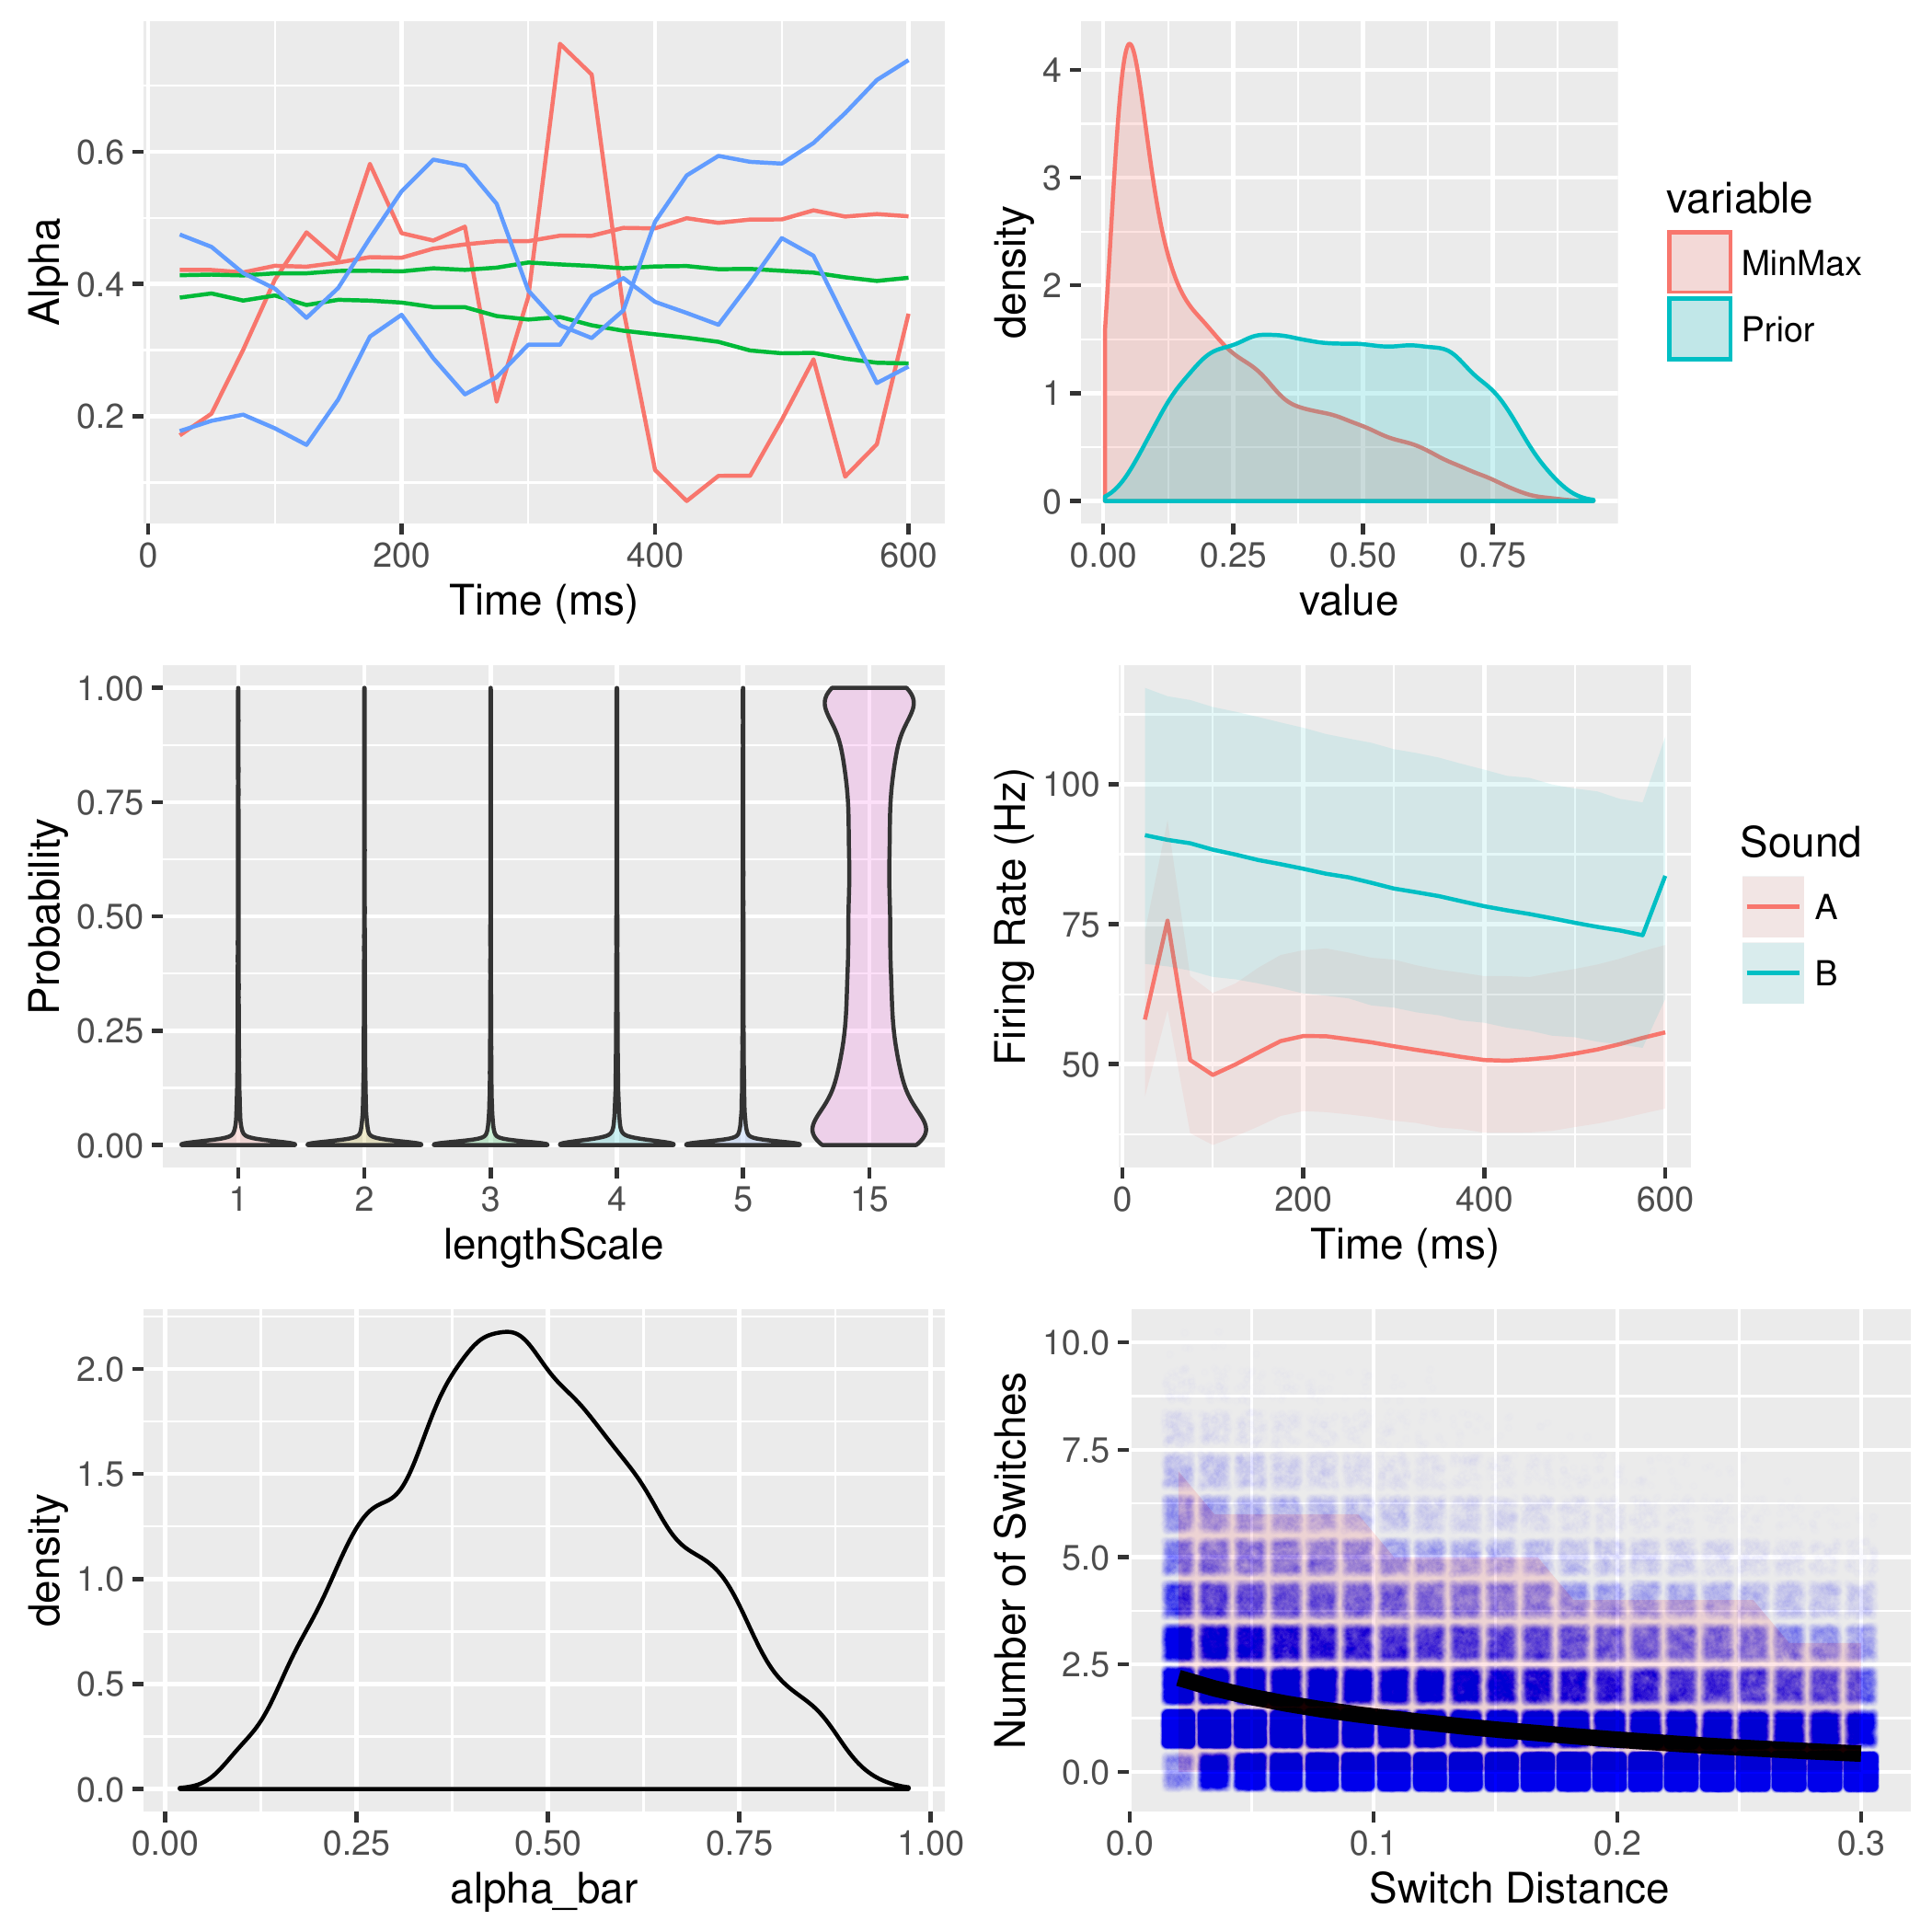 Alpha
0.6
0.4
0.2
0
200
400
600
Time (ms)
density
4
3
2
1
0
0.00
0.25
0.50
0.75
value
variable
MinMax
Prior
Probability
1.00
0.75
0.50
0.25
0.00
1
2
3
4
5
15
lengthScale
Firing Rate (Hz)
100
75
50
0
200
400
600
Time (ms)
Sound
A
B
density
2.0
1.5
1.0
0.5
0.0
0.00
0.25
0.50
0.75
1.00
alpha_bar
Number of Switches
10.0
7.5
5.0
2.5
0.0
0.0
0.1
0.2
0.3
Switch Distance